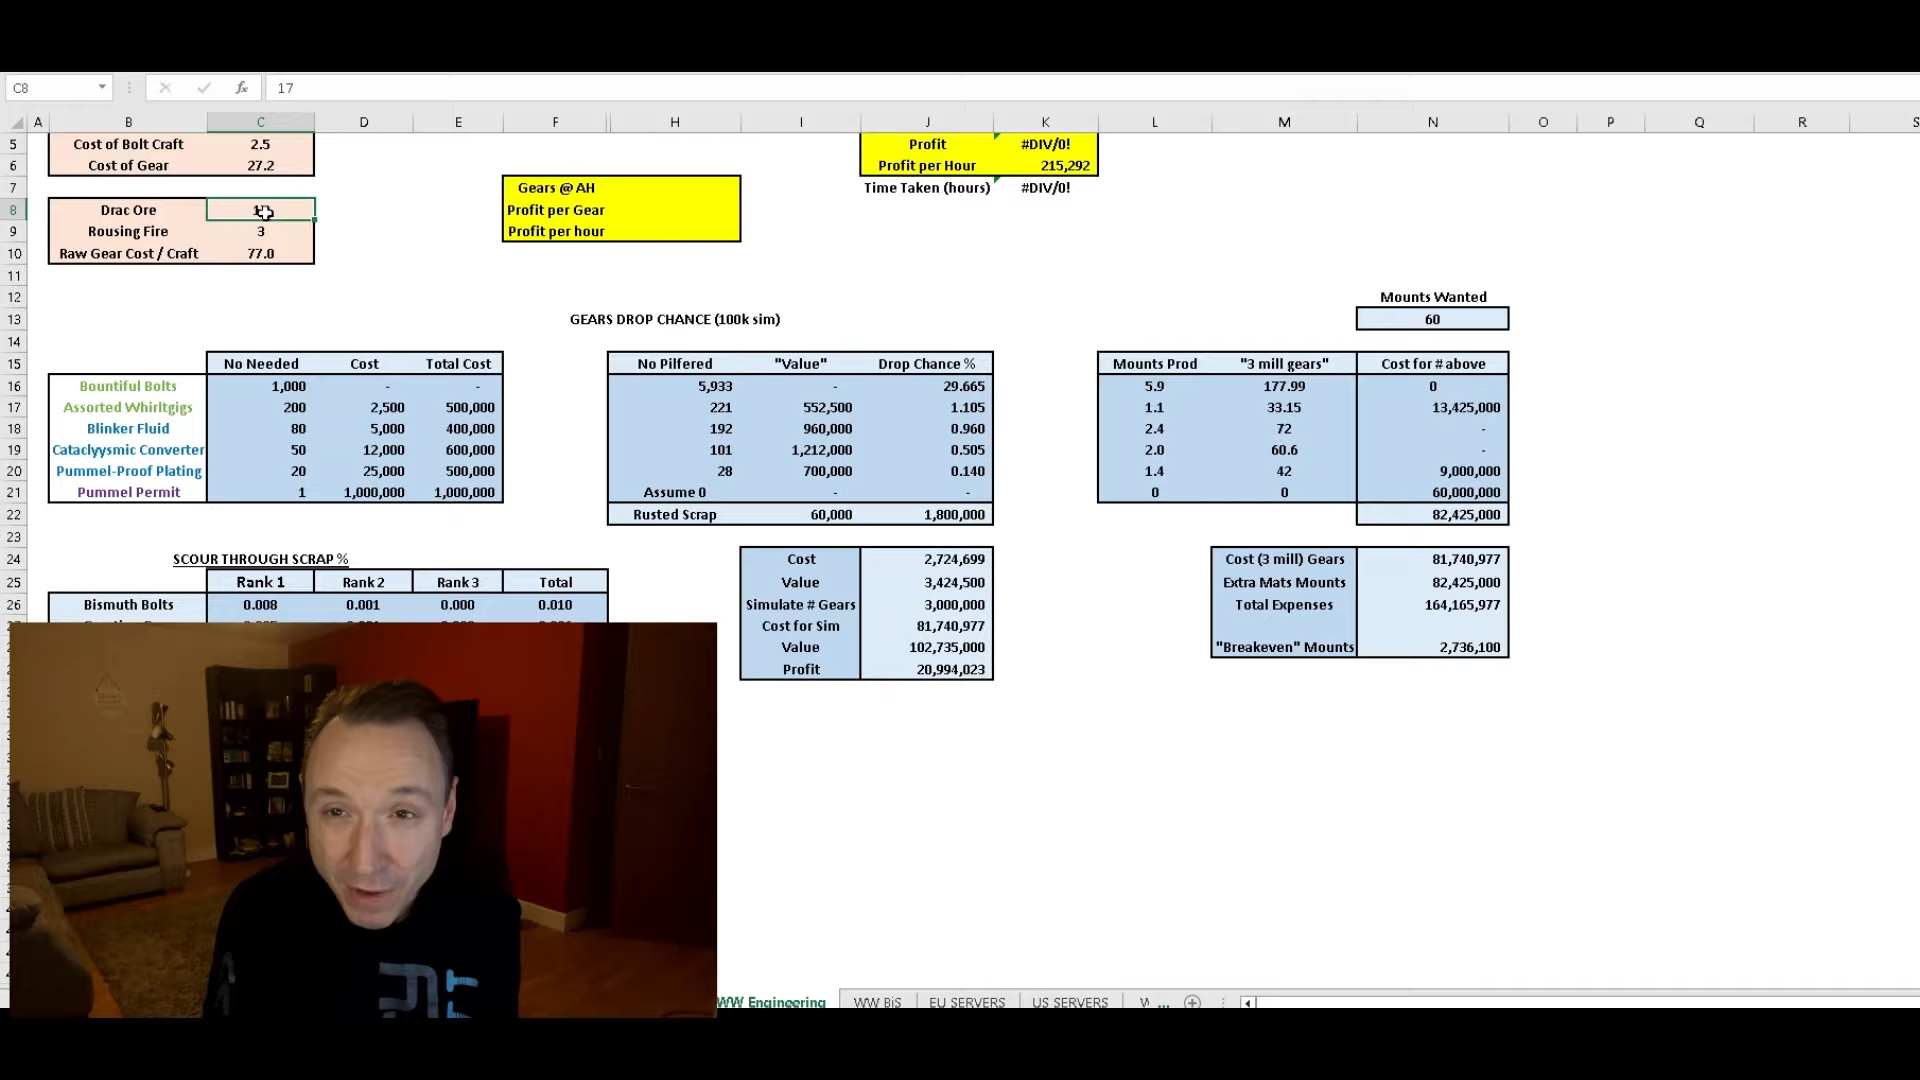 C8 fx 17
A B C D E F H I J K L M N O P Q R S
5 Cost of Bolt Craft 2.5 Profit #DIV/0!
6 Cost of Gear 27.2 Profit per Hour 215,292
7 Gears @ AH Time Taken (hours) #DIV/0!
8 Drac Ore Profit per Gear
9 Rousing Fire 3 Profit per hour
10 Raw Gear Cost / Craft 77.0
11
12 Mounts Wanted
13 GEARS DROP CHANCE (100k sim) 60
14
15 No Needed Cost Total Cost No Pilfered "Value" Drop Chance % Mounts Prod "3 mill gears" Cost for # above
16 Bountiful Bolts 1,000 - - 5,933 - 29.665 5.9 177.99 0
17 Assorted Whirltgigs 200 2,500 500,000 221 552,500 1.105 1.1 33.15 13,425,000
18 Blinker Fluid 80 5,000 400,000 192 960,000 0.960 2.4 72 -
19 Cataclyysmic Converter 50 12,000 600,000 101 1,212,000 0.505 2.0 60.6 -
20 Pummel-Proof Plating 20 25,000 500,000 28 700,000 0.140 1.4 42 9,000,000
21 Pummel Permit 1 1,000,000 1,000,000 Assume 0 - - 0 0 60,000,000
22 Rusted Scrap 60,000 1,800,000 82,425,000
23
24 SCOUR THROUGH SCRAP % Cost 2,724,699 Cost (3 mill) Gears 81,740,977
25 Rank 1 Rank 2 Rank 3 Total Value 3,424,500 Extra Mats Mounts 82,425,000
26 Bismuth Bolts 0.008 0.001 0.000 0.010 Simulate # Gears 3,000,000 Total Expenses 164,165,977
Cost for Sim 81,740,977
Value 102,735,000 "Breakeven" Mounts 2,736,100
Profit 20,994,023
WW Engineering WW BiS EU SERVERS US SERVERS W ...